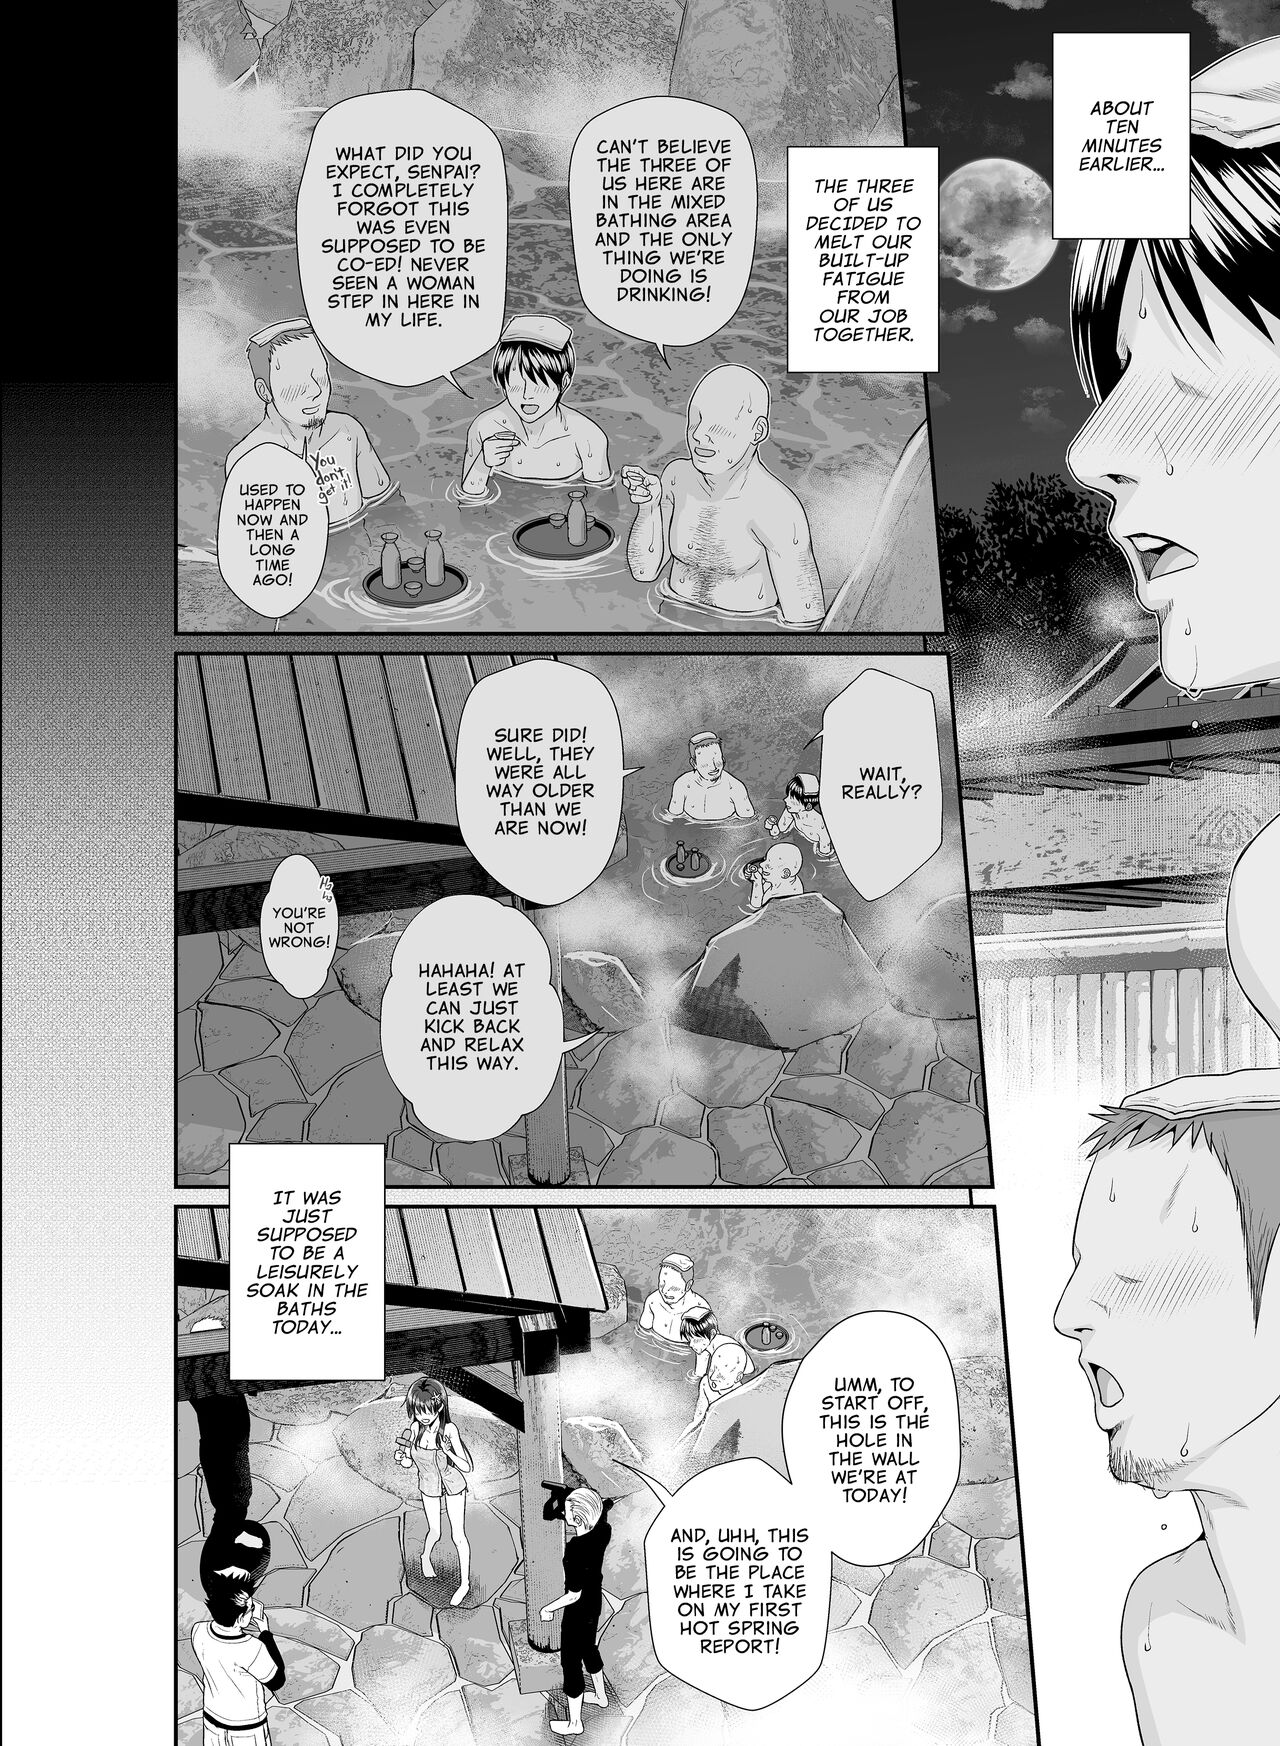 ABOUT
TEN
MINUTES
EARLIER...
THE THREE
OF US
DECIDED TO
MELT OUR
BUILT-UP
FATIGUE
FROM
OUR JOB
TOGETHER.
CAN'T BELIEVE
THE THREE OF
US HERE ARE
IN THE MIXED
BATHING AREA
AND THE ONLY
THING WE'RE
DOING IS
DRINKING!
WHAT DID YOU
EXPECT, SENPAI?
I COMPLETELY
FORGOT THIS
WAS EVEN
SUPPOSED TO BE
CO-ED! NEVER
SEEN A WOMAN
STEP IN HERE IN
MY LIFE.
You
don't
get it!
USED TO
HAPPEN
NOW AND
THEN A
LONG
TIME
AGO!
WAIT,
REALLY?
SURE DID!
WELL, THEY
WERE ALL
WAY OLDER
THAN WE
ARE NOW!
HAHAHA! AT
LEAST WE
CAN JUST
KICK BACK
AND RELAX
THIS WAY.
YOU'RE
NOT
WRONG!
IT WAS
JUST
SUPPOSED
TO BE A
LEISURELY
SOAK IN THE
BATHS
TODAY...
UMM, TO
START OFF,
THIS IS THE
HOLE IN
THE WALL
WE'RE AT
TODAY!
AND, UHH, THIS
IS GOING TO
BE THE PLACE
WHERE I TAKE
ON MY FIRST
HOT SPRING
REPORT!